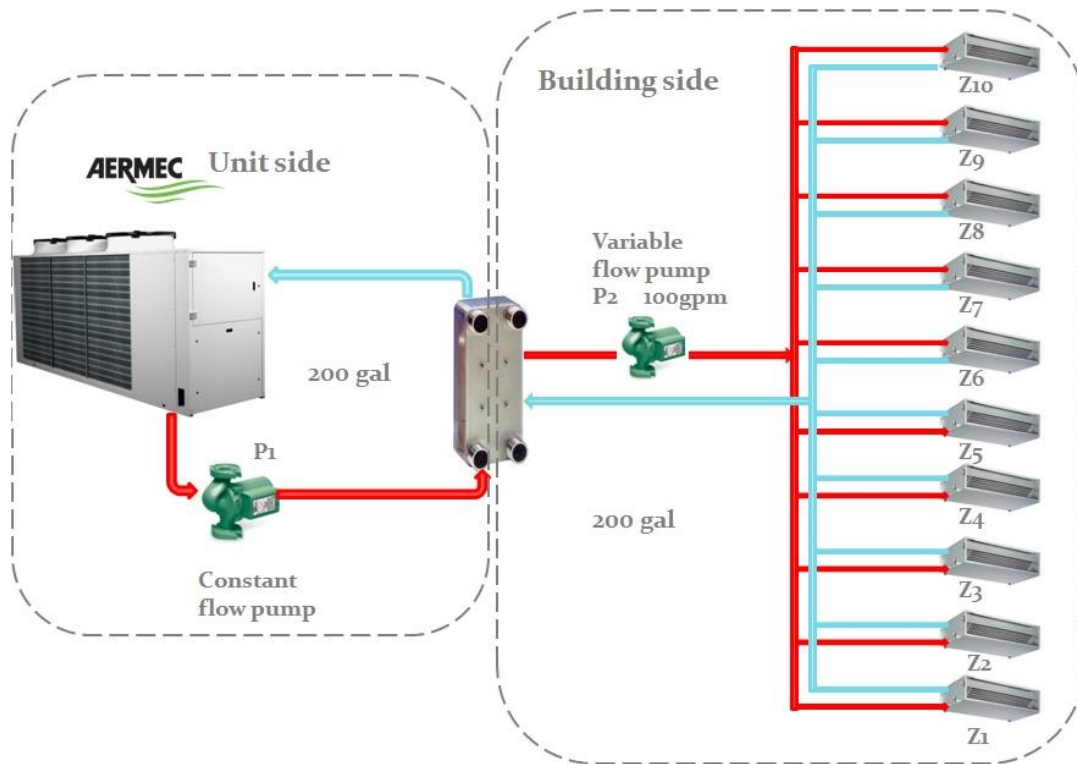 Building side
AERMEC
Unit side
Variable
flow pump
P2 100gpm
200 gal
P1
Constant
flow pump
200 gal
Z10
Z9
Z8
Z7
Z6
Z5
Z4
Z3
Z2
Z1